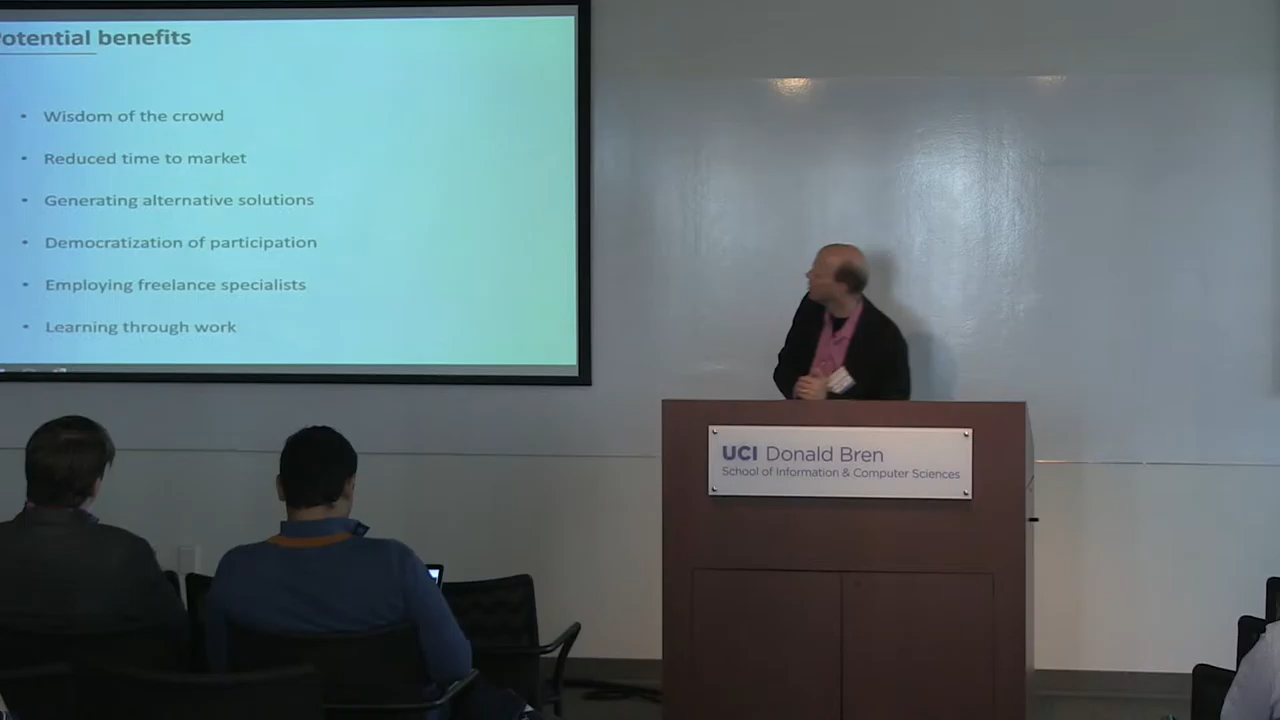 otential benefits
• Wisdom of the crowd
• Reduced time to market
• Generating alternative solutions
• Democratization of participation
• Employing freelance specialists
• Learning through work
UCI Donald Bren
School of Information & Computer Sciences